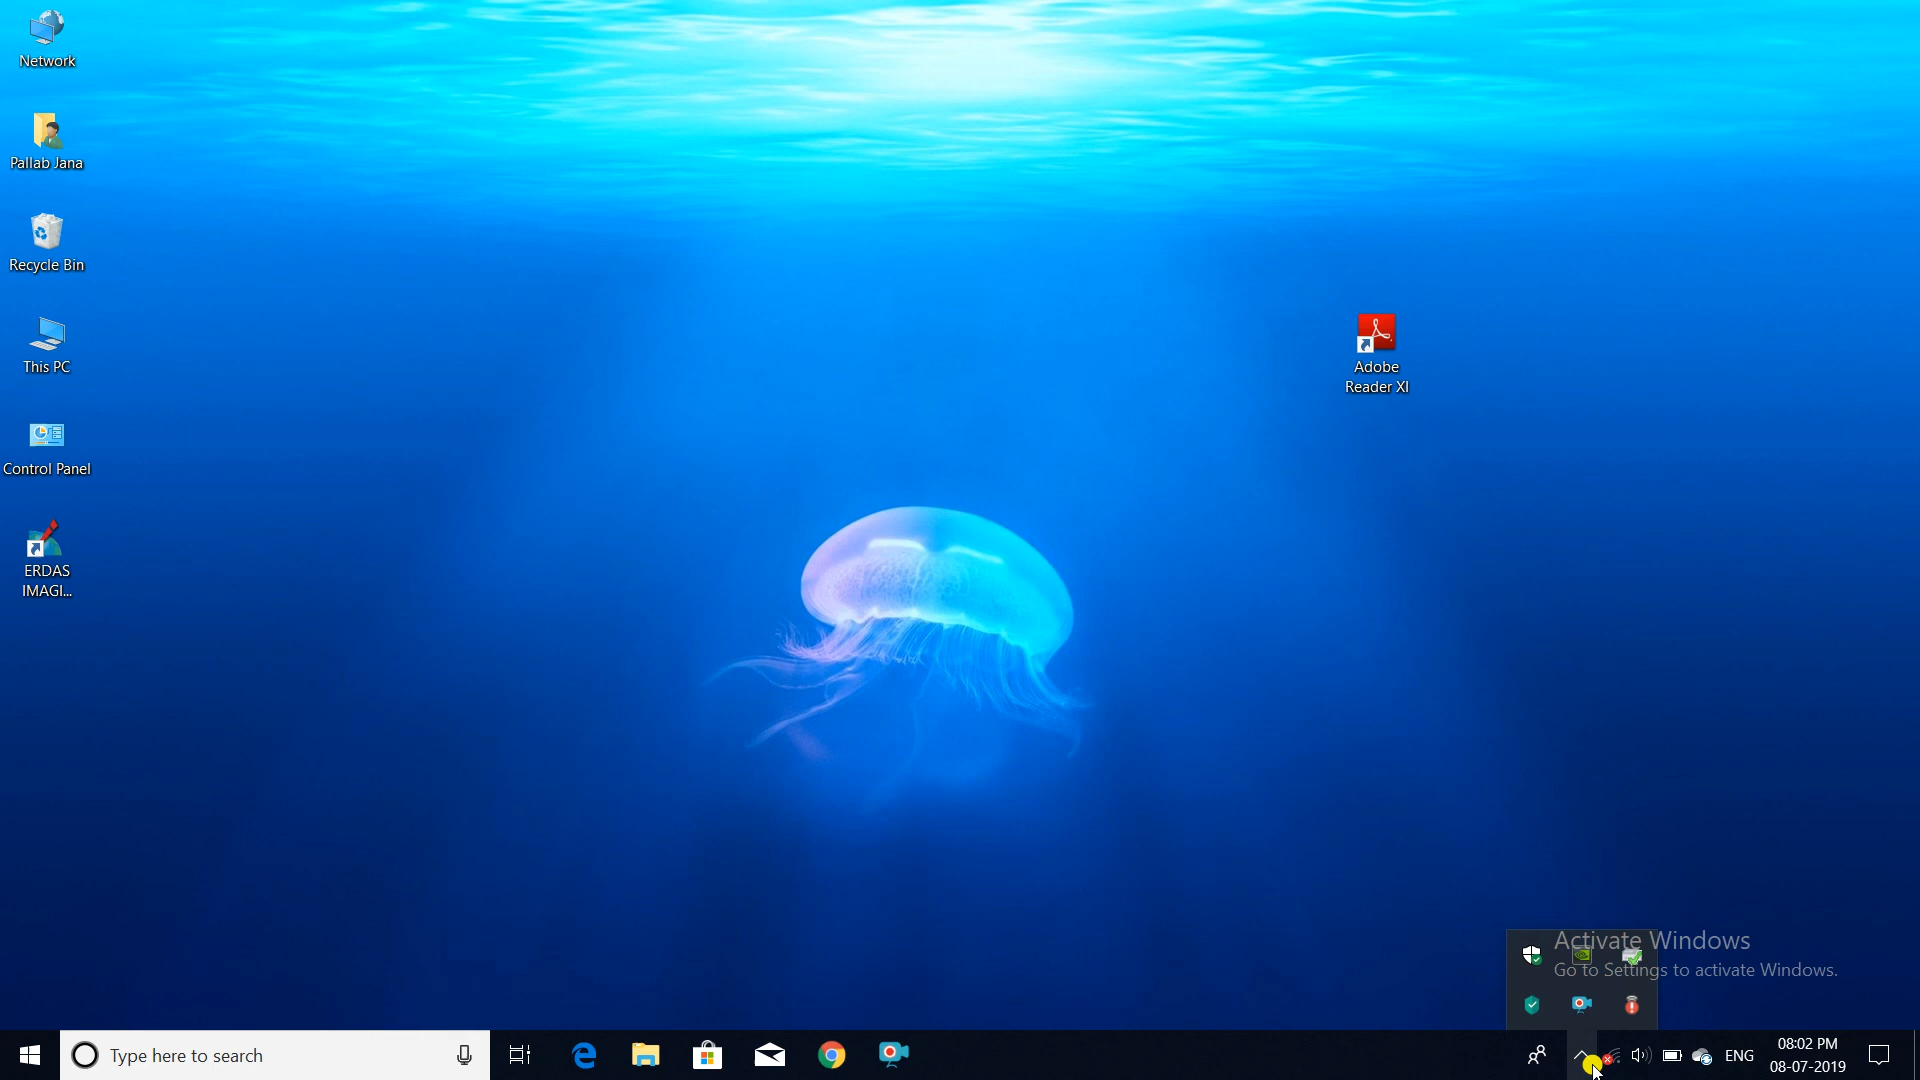 Network
Pallab Jana
Recycle Bin
This PC
Control Panel
ERDAS
IMAGI...
Adobe
Reader XI
Activate Windows
Go to Settings to activate Windows.
Type here to search
ENG
08:02 PM
08-07-2019